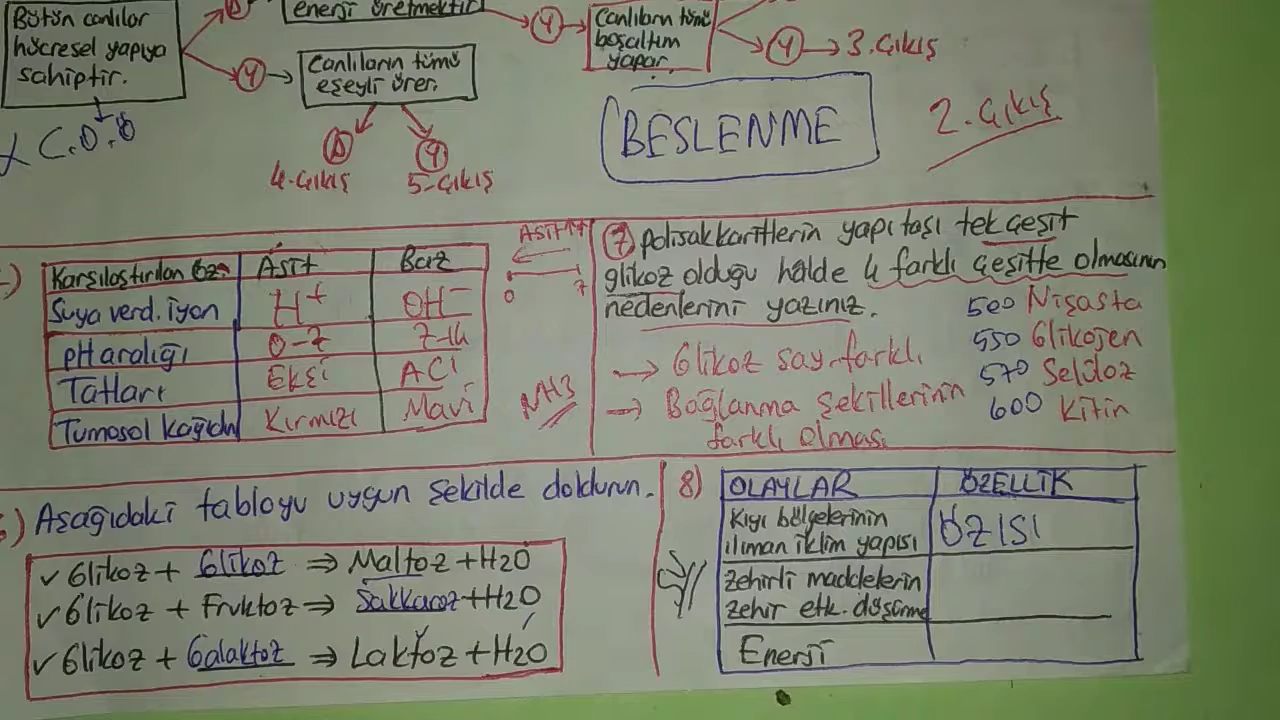 Bütün canlılar
hücresel yapıya
sahiptir.
C.O.Ö
D
enerji üretmektir
Y
Canlıların tümü
eşeyli ürer.
D
4.çıkış
Y
5-çıkış
Y
Canlıların tümü
boşaltım
yapar.
Y 3.çıkış
BESLENME
2.çıkış
Karşılaştırılan öz. Asit Baz
Suya verd. iyon H+ OH-
pH aralığı 0-7 7-14
Tatları Ekşi ACI
Turnosol kağıdı Kırmızı Mavi
ASİT↑↑
0 7
NH3
7 polisakkaritlerin yapıtaşı tek çeşit
glikoz olduğu halde 4 farklı çeşitte olmasının
nedenlerini yazınız.
→ Glikoz say.farklı.
→ Bağlanma şekillerinin
farklı olması
500 Nişasta
550 Glikojen
570 Selüloz
600 Kitin
) Aşağıdaki tabloyu uygun şekilde doldurun.
✓ Glikoz + Glikoz ⇒ Maltoz + H2O
✓ Glikoz + Fruktoz ⇒ Sakkaroz + H2O
✓ Glikoz + Galaktoz ⇒ Laktoz + H2O
8)
OLAYLAR ÖZELLİK
Kıyı bölgelerinin
ılıman iklim yapısı ÖZISI
Zehirli maddelerin
zehir etk. düşürme
Enerji